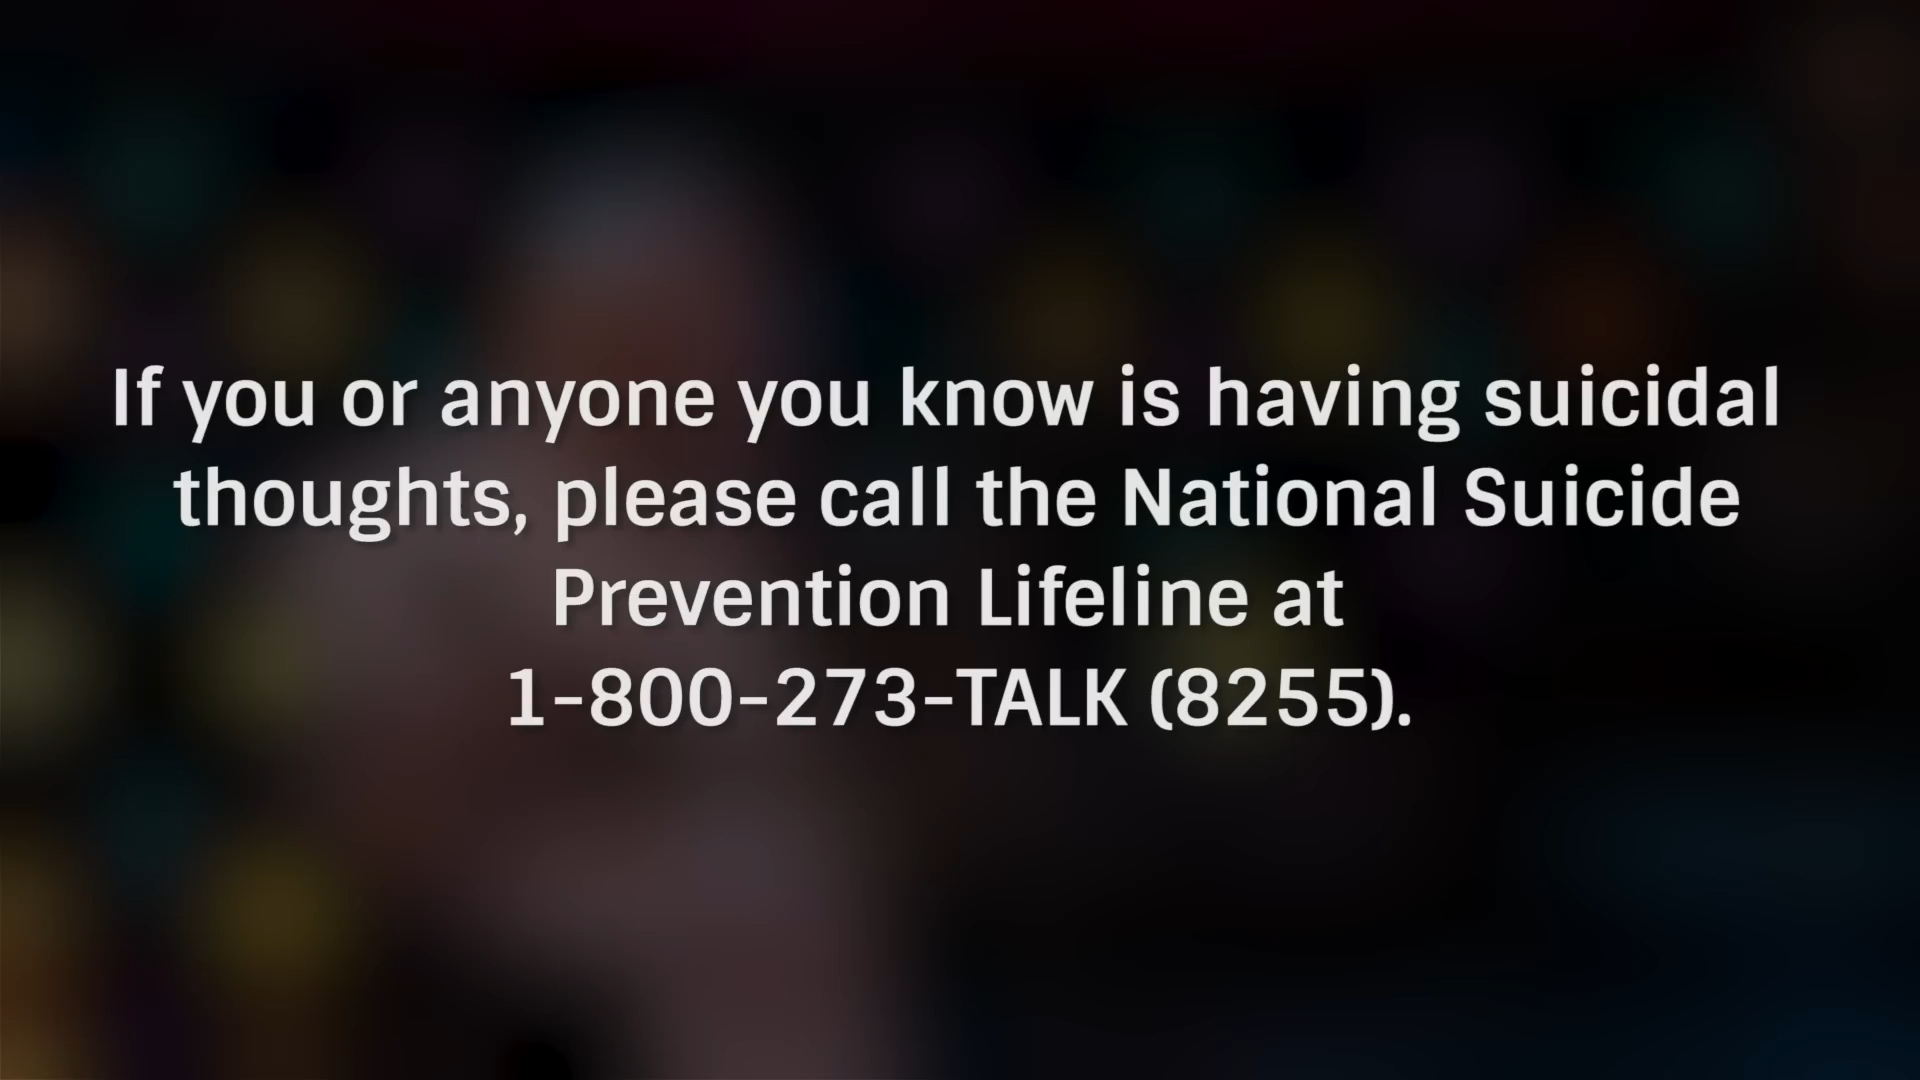 If you or anyone you know is having suicidal
thoughts, please call the National Suicide
Prevention Lifeline at
1-800-273-TALK (8255).